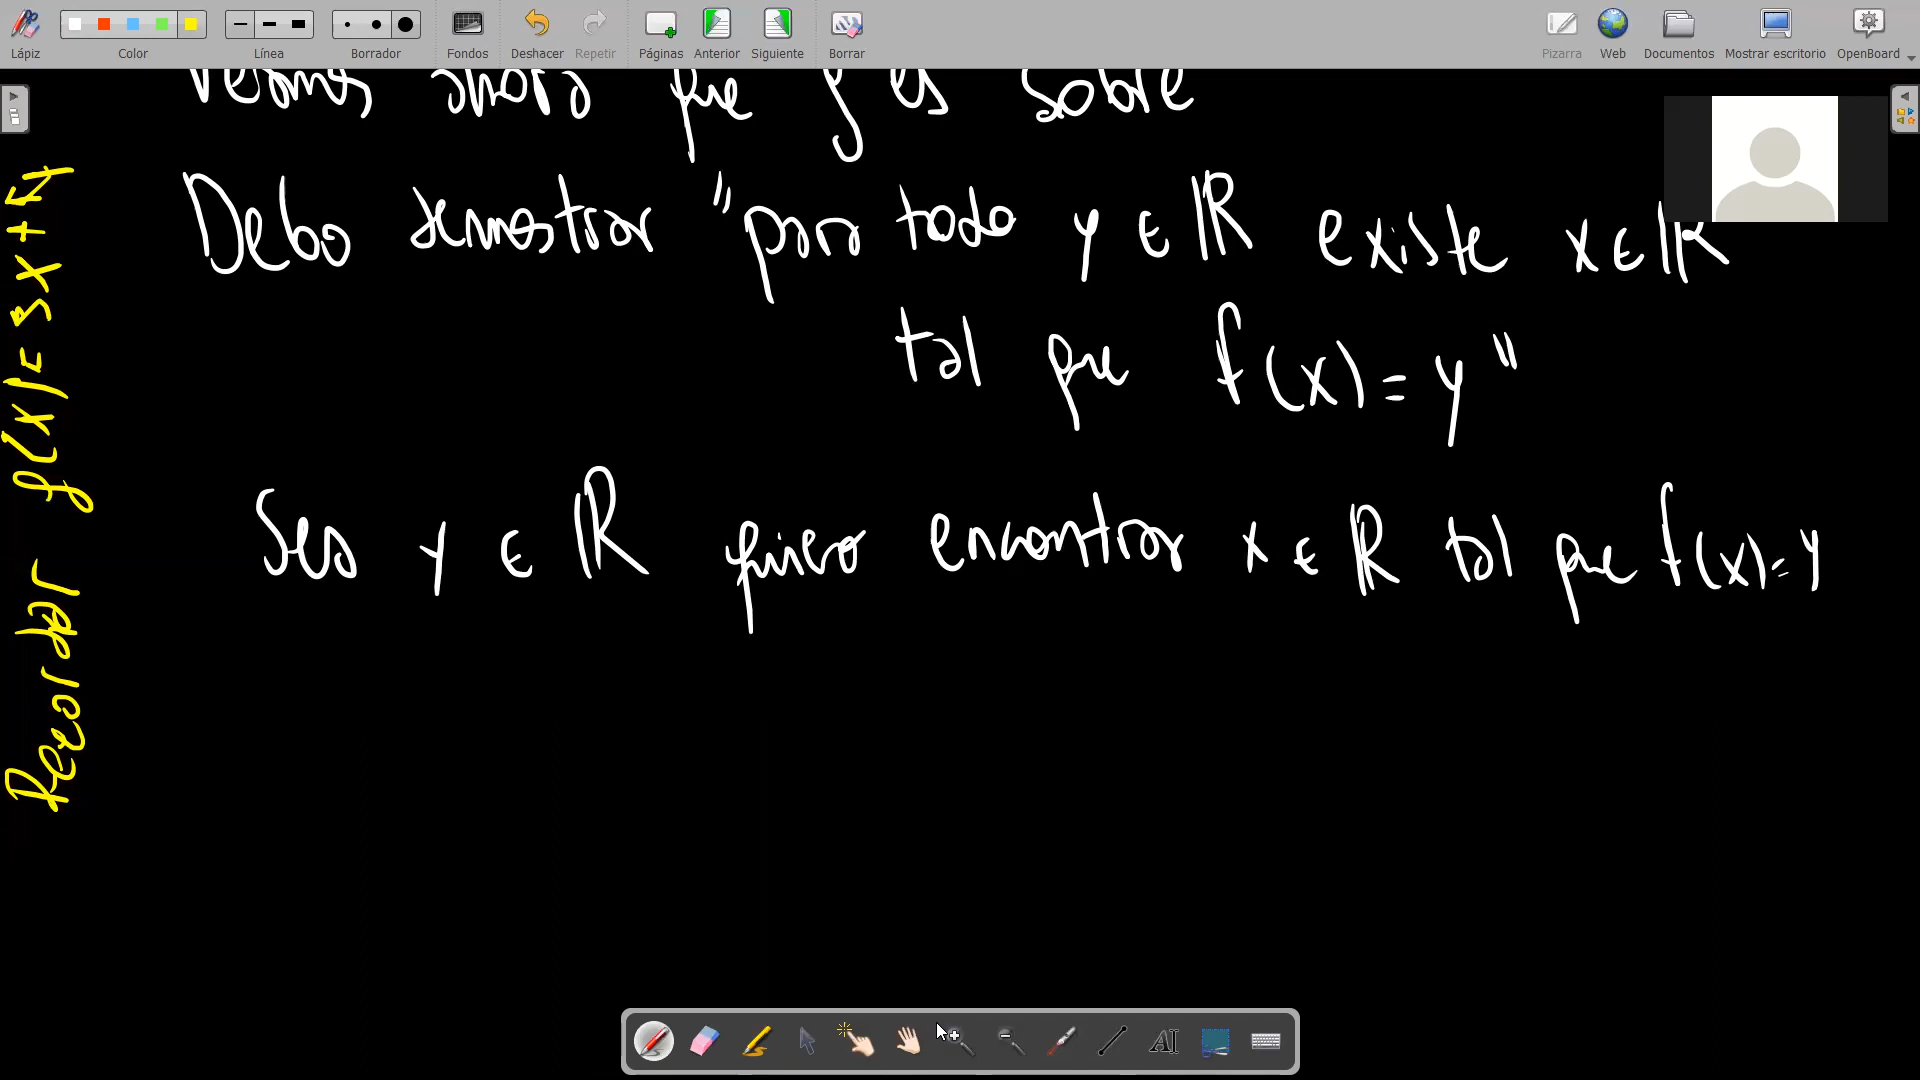 Lápiz Color Línea Borrador Fondos Deshacer Repetir Páginas Anterior Siguiente Borrar Pizarra Web Documentos Mostrar escritorio OpenBoard
Veamos ahora que f es sobre
Debo demostrar "para todo y ∈ ℝ existe x ∈ ℝ
tal que f(x) = y"
Sea y ∈ ℝ quiero encontrar x ∈ ℝ tal que f(x) = y
Recordar f(x) = 3x +
AI